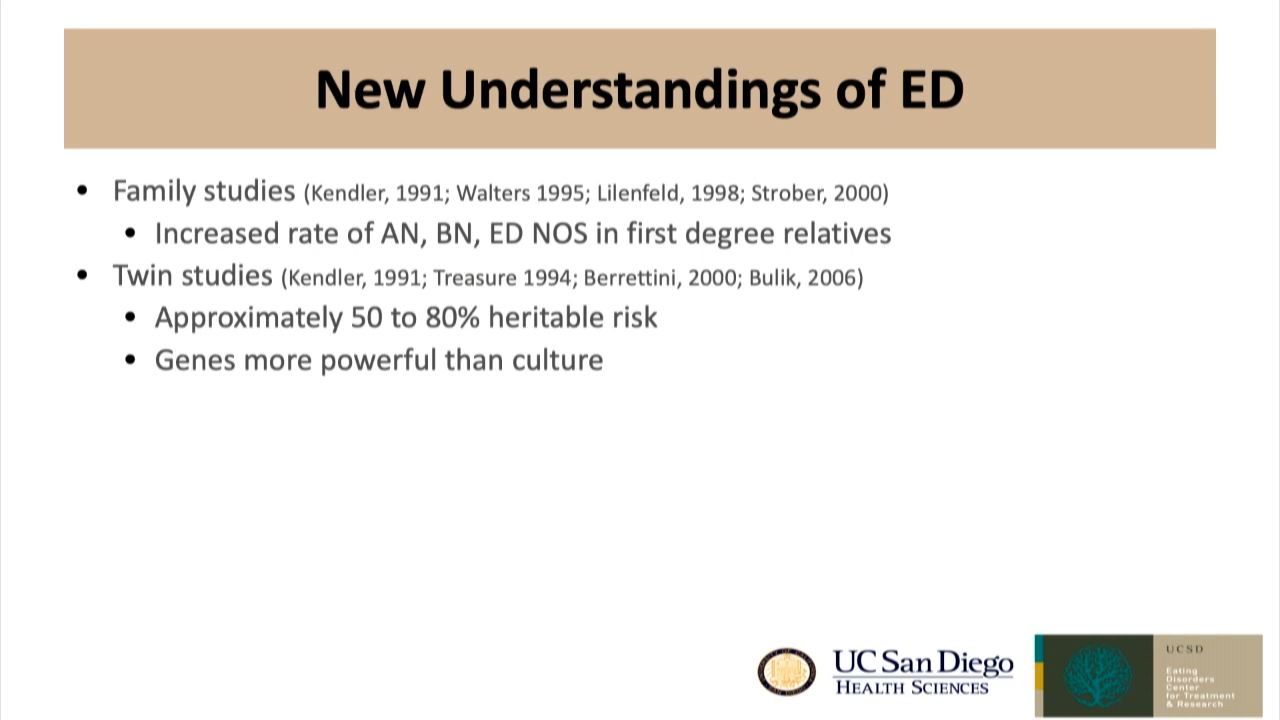 New Understandings of ED
• Family studies (Kendler, 1991; Walters 1995; Lilenfeld, 1998; Strober, 2000)
• Increased rate of AN, BN, ED NOS in first degree relatives
• Twin studies (Kendler, 1991; Treasure 1994; Berrettini, 2000; Bulik, 2006)
• Approximately 50 to 80% heritable risk
• Genes more powerful than culture
UC San Diego
HEALTH SCIENCES
UCSD
Eating
Disorders
Center
for Treatment
& Research